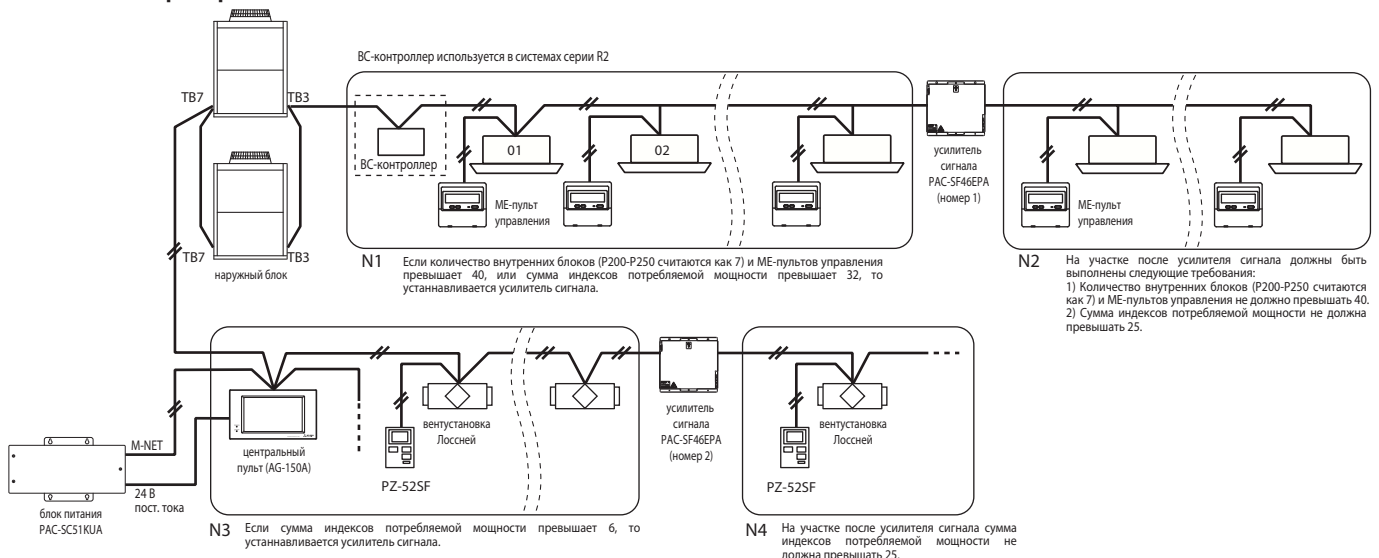 ВС-контроллер используется в системах серии R2
TB7
TB3
ВС-контроллер
01
02
МЕ-пульт
управления
усилитель
сигнала
PAC-SF46EPA
(номер 1)
МЕ-пульт
управления
TB7
TB3
наружный блок
N1
Если количество внутренних блоков (P200-P250 считаются как 7) и МЕ-пультов управления
превышает 40, или сумма индексов потребляемой мощности превышает 32, то
устанавливается усилитель сигнала.
N2
На участке после усилителя сигнала должны быть
выполнены следующие требования:
1) Количество внутренних блоков (P200-P250 считаются
как 7) и МЕ-пультов управления не должно превышать 40.
2) Сумма индексов потребляемой мощности не должна
превышать 25.
M-NET
24 В
пост. тока
блок питания
PAC-SC51KUA
центральный
пульт (AG-150A)
вентустановка
Лоссней
PZ-52SF
усилитель
сигнала
PAC-SF46EPA
(номер 2)
вентустановка
Лоссней
PZ-52SF
N3
Если сумма индексов потребляемой мощности превышает 6, то
устанавливается усилитель сигнала.
N4
На участке после усилителя сигнала сумма
индексов потребляемой мощности не
должна превышать 25.